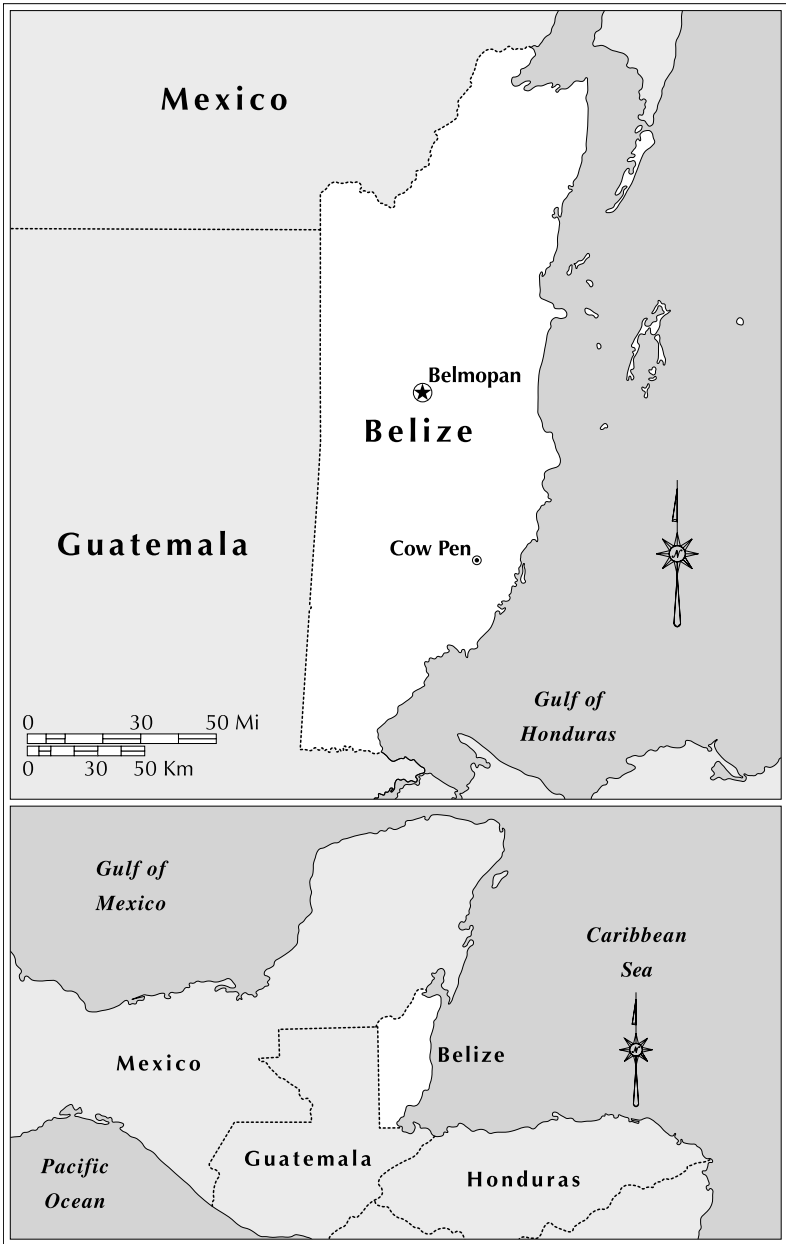 Mexico
Belmopan
Belize
Guatemala
Cow Pen
N
Gulf of
Honduras
0 30 50 Mi
0 30 50 Km
Gulf of
Mexico
Caribbean
Sea
N
Mexico
Belize
Guatemala
Honduras
Pacific
Ocean